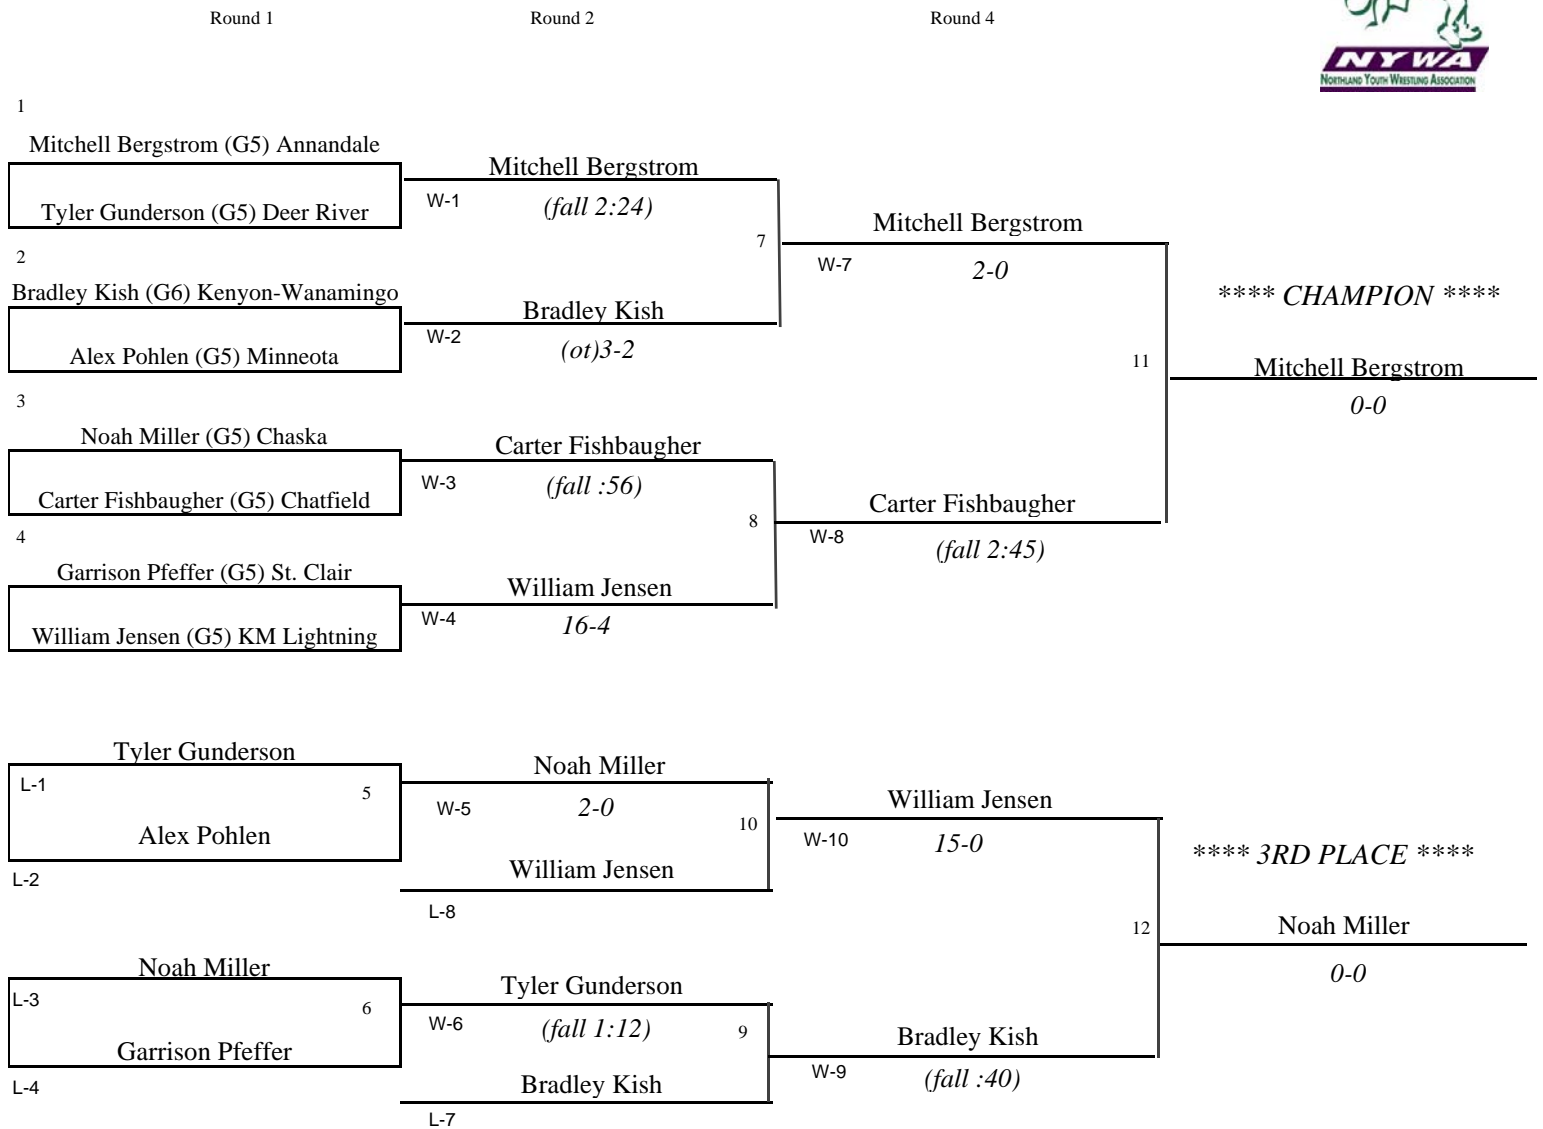 Round 1 Round 2 Round 4
NYWA
NORTHLAND YOUTH WRESTLING ASSOCIATION
1
Mitchell Bergstrom (G5) Annandale
Mitchell Bergstrom
W-1 (fall 2:24)
Tyler Gunderson (G5) Deer River
Mitchell Bergstrom
7
2
W-7 2-0
Bradley Kish (G6) Kenyon-Wanamingo
**** CHAMPION ****
Bradley Kish
W-2 (ot)3-2
Alex Pohlen (G5) Minneota
11
Mitchell Bergstrom
0-0
3
Noah Miller (G5) Chaska
Carter Fishbaugher
W-3 (fall :56)
Carter Fishbaugher (G5) Chatfield
Carter Fishbaugher
8
4
W-8 (fall 2:45)
Garrison Pfeffer (G5) St. Clair
William Jensen
W-4 16-4
William Jensen (G5) KM Lightning
Tyler Gunderson
Noah Miller
L-1 5
W-5 2-0
William Jensen
10
Alex Pohlen
W-10 15-0
**** 3RD PLACE ****
William Jensen
L-2
L-8
12
Noah Miller
Noah Miller
0-0
Tyler Gunderson
L-3 6
W-6 (fall 1:12)
9
Bradley Kish
Garrison Pfeffer
W-9 (fall :40)
Bradley Kish
L-4
L-7